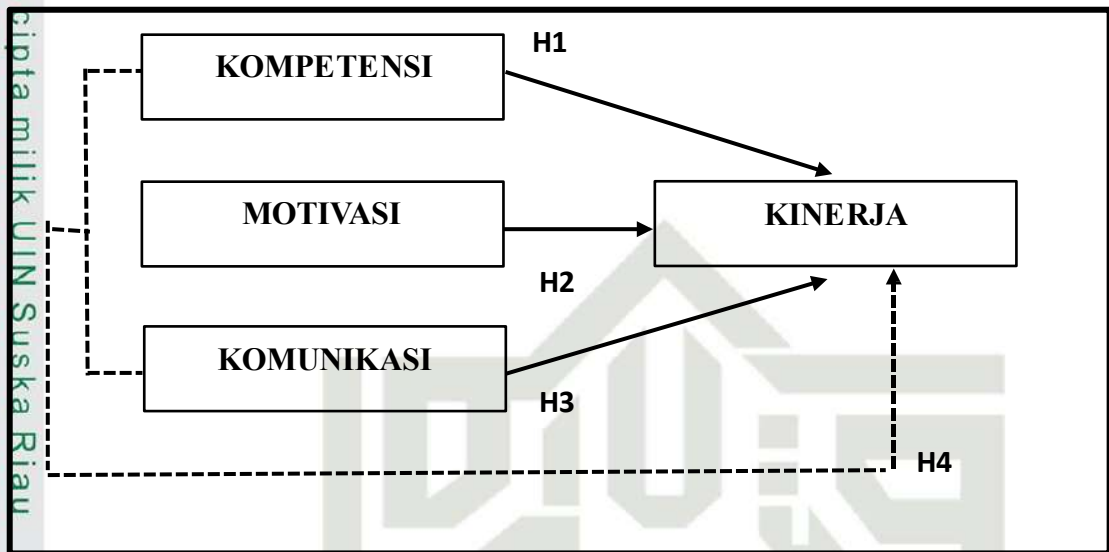 cipta milik UIN Suska Riau
KOMPETENSI
H1
MOTIVASI
KINERJA
H2
KOMUNIKASI
H3
H4